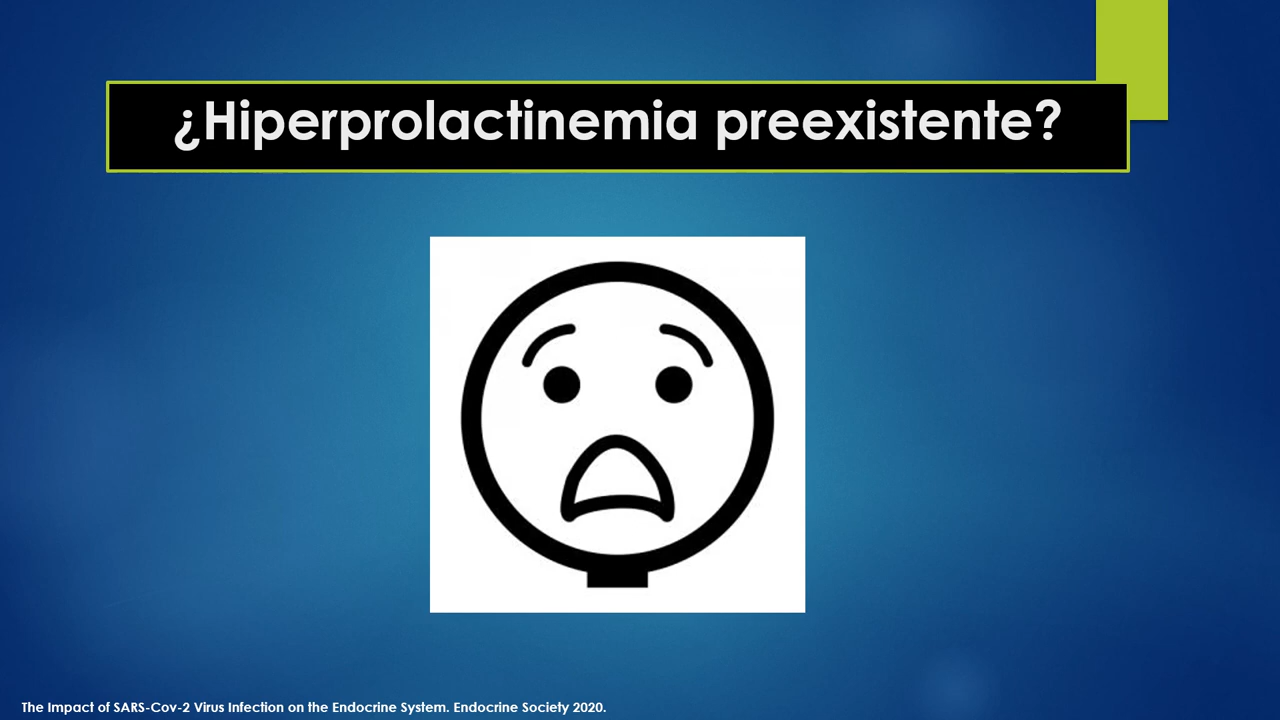 ¿Hiperprolactinemia preexistente?
The Impact of SARS-Cov-2 Virus Infection on the Endocrine System. Endocrine Society 2020.